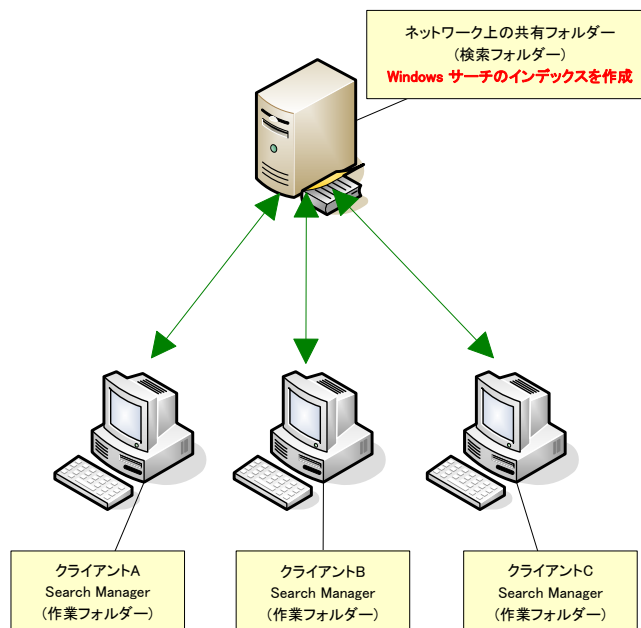 ネットワーク上の共有フォルダー
(検索フォルダー)
Windows サーチのインデックスを作成
クライアントA
Search Manager
(作業フォルダー)
クライアントB
Search Manager
(作業フォルダー)
クライアントC
Search Manager
(作業フォルダー)